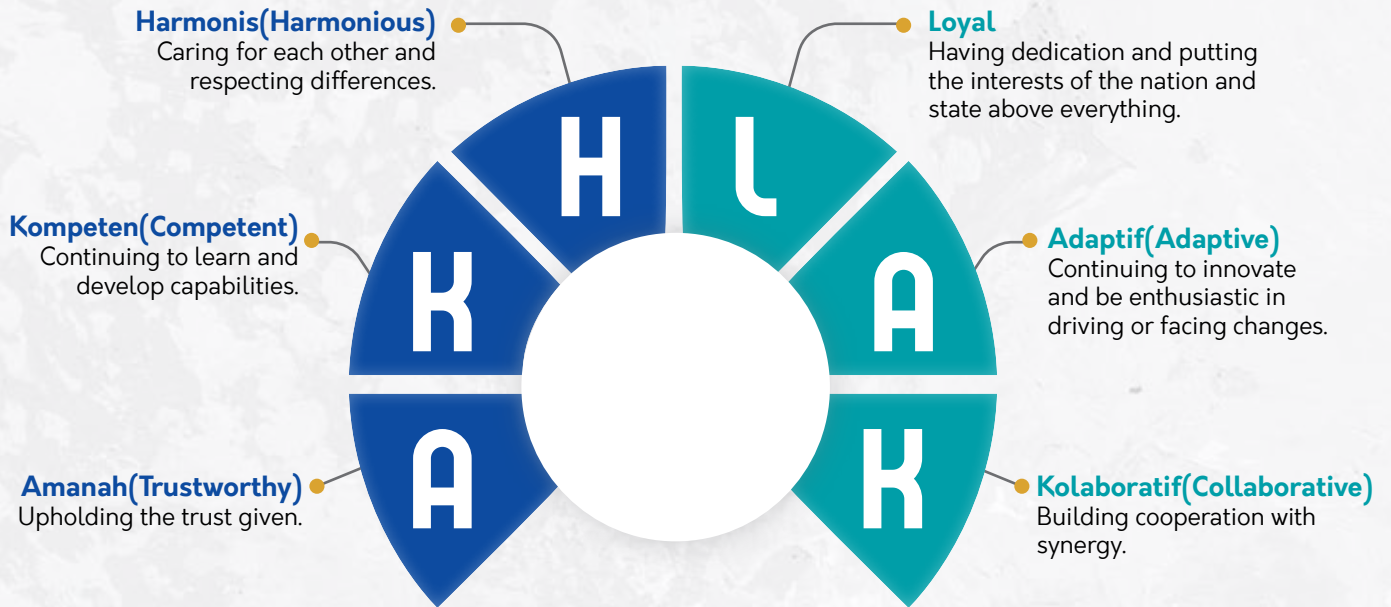 Harmonis(Harmonious)
Caring for each other and
respecting differences.
Loyal
Having dedication and putting
the interests of the nation and
state above everything.
H
L
Kompeten(Competent)
Continuing to learn and
develop capabilities.
K
A
Adaptif(Adaptive)
Continuing to innovate
and be enthusiastic in
driving or facing changes.
Amanah(Trustworthy)
Upholding the trust given.
A
K
Kolaboratif(Collaborative)
Building cooperation with
synergy.